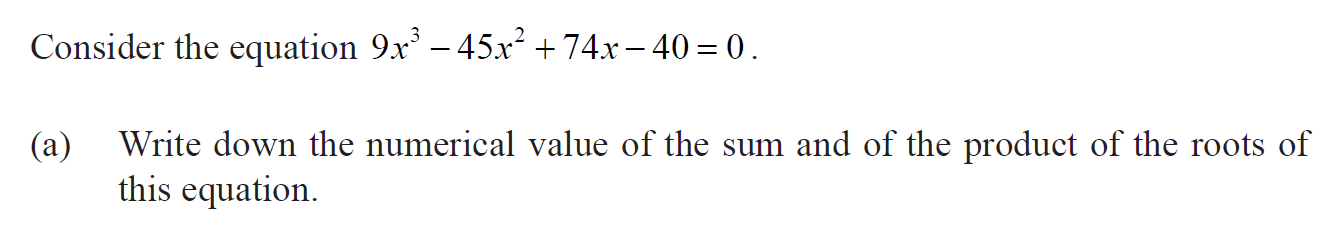 Consider the equation 9x³ – 45x² + 74x – 40 = 0 .
(a) Write down the numerical value of the sum and of the product of the roots of
this equation.